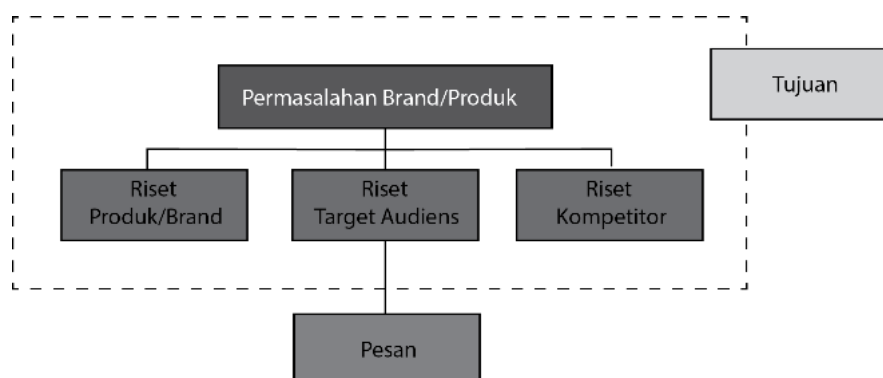 Permasalahan Brand/Produk
Tujuan
Riset
Produk/Brand
Riset
Target Audiens
Riset
Kompetitor
Pesan